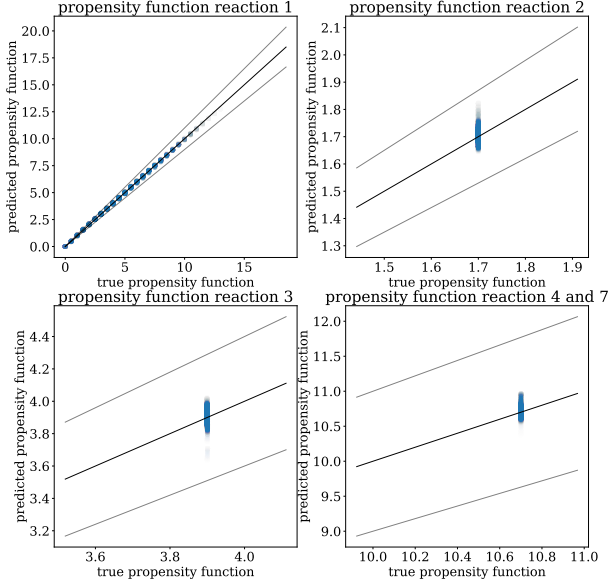 propensity function reaction 1
predicted propensity function
20.0
17.5
15.0
12.5
10.0
7.5
5.0
2.5
0.0
0 5 10 15
true propensity function
propensity function reaction 2
predicted propensity function
2.1
2.0
1.9
1.8
1.7
1.6
1.5
1.4
1.3
1.5 1.6 1.7 1.8 1.9
true propensity function
propensity function reaction 3
predicted propensity function
4.4
4.2
4.0
3.8
3.6
3.4
3.2
3.6 3.8 4.0
true propensity function
propensity function reaction 4 and 7
predicted propensity function
12.0
11.5
11.0
10.5
10.0
9.5
9.0
10.0 10.2 10.4 10.6 10.8 11.0
true propensity function